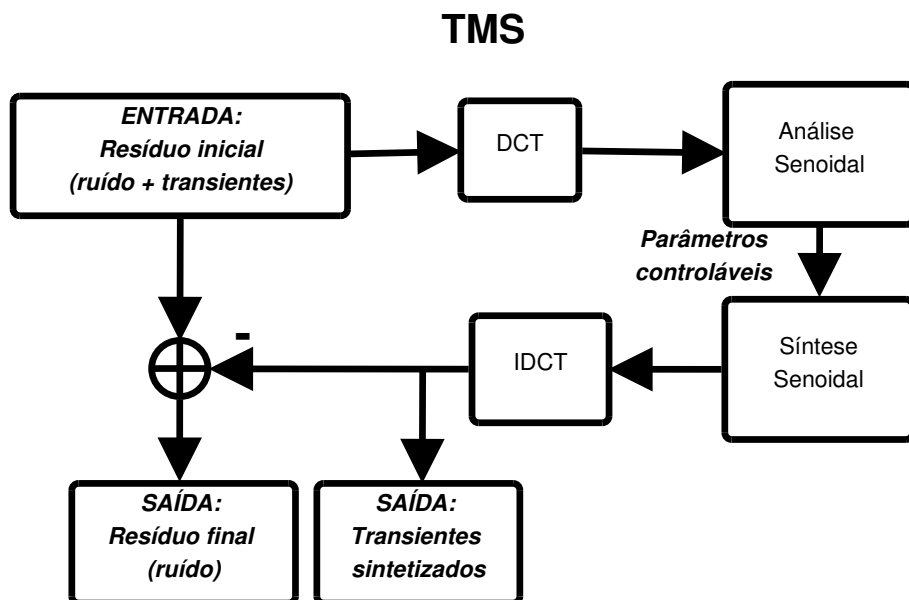 TMS
ENTRADA:
Resíduo inicial
(ruído + transientes)
DCT
Análise
Senoidal
Parâmetros
controláveis
-
IDCT
Síntese
Senoidal
SAÍDA:
Resíduo final
(ruído)
SAÍDA:
Transientes
sintetizados